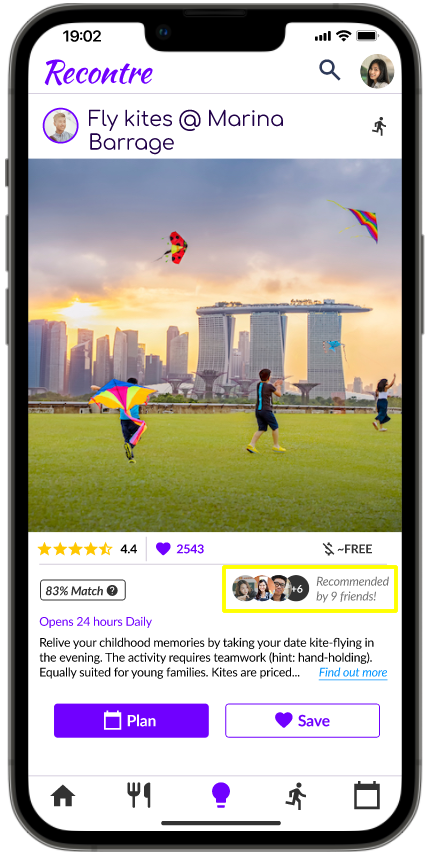 19:02
Recontre
Fly kites @ Marina
Barrage
4.4
2543
~FREE
83% Match ?
+6
Recommended
by 9 friends!
Opens 24 hours Daily
Relive your childhood memories by taking your date kite-flying in
the evening. The activity requires teamwork (hint: hand-holding).
Equally suited for young families. Kites are priced... Find out more
Plan
Save